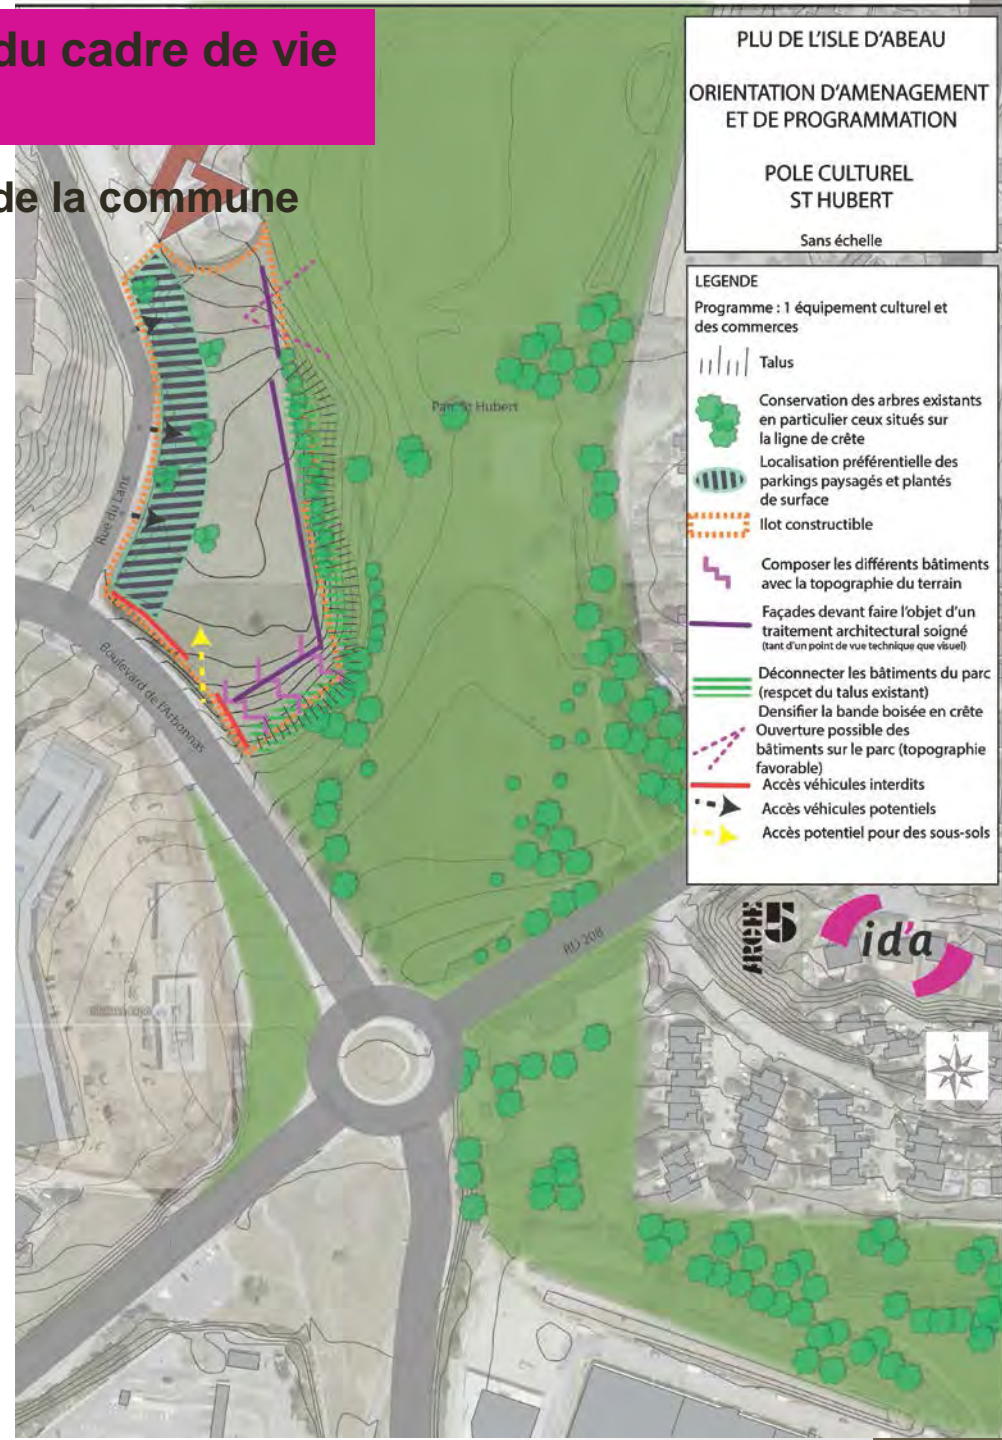 du cadre de vie
de la commune
PLU DE L'ISLE D'ABEAU
ORIENTATION D'AMENAGEMENT
ET DE PROGRAMMATION
POLE CULTUREL
ST HUBERT
Sans échelle
LEGENDE
Programme : 1 équipement culturel et
des commerces
Talus
Conservation des arbres existants
en particulier ceux situés sur
la ligne de crête
Localisation préférentielle des
parkings paysagés et plantés
de surface
Ilot constructible
Composer les différents bâtiments
avec la topographie du terrain
Façades devant faire l'objet d'un
traitement architectural soigné
(tant d'un point de vue technique que visuel)
Déconnecter les bâtiments du parc
(respcet du talus existant)
Densifier la bande boisée en crête
Ouverture possible des
bâtiments sur le parc (topographie
favorable)
Accès véhicules interdits
Accès véhicules potentiels
Accès potentiel pour des sous-sols
Parc St Hubert
Rue du Lans
Boulevard de l'Arbonnas
RD 208
ARCHE 5
id'a
N